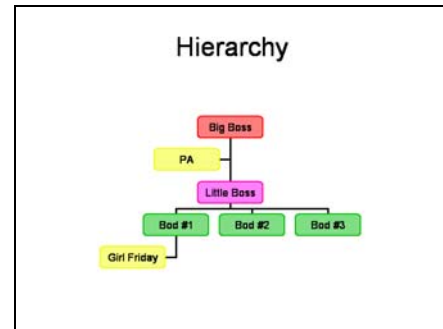 Hierarchy
Big Boss
PA
Little Boss
Bod #1 Bod #2 Bod #3
Girl Friday